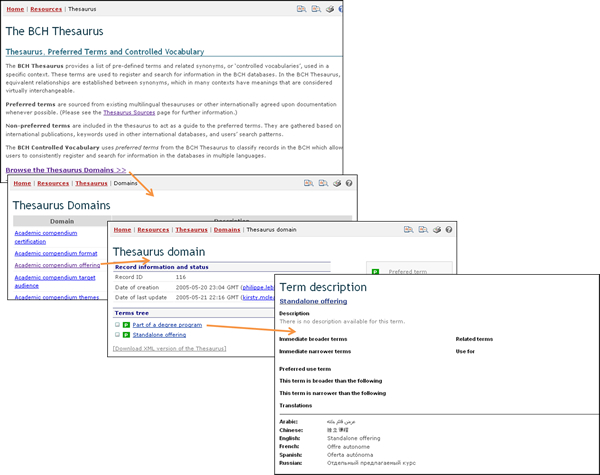 Home | Resources | Thesaurus
The BCH Thesaurus
Thesaurus, Preferred Terms and Controlled Vocabulary
The BCH Thesaurus provides a list of pre-defined terms and related synonyms, or 'controlled vocabularies', used in a
specific context. These terms are used to register and search for information in the BCH databases. In the BCH Thesaurus,
equivalent relationships are established between synonyms, which in many contexts have meanings that are considered
virtually interchangeable.
Preferred terms are sourced from existing multilingual thesauruses or other internationally agreed upon documentation
whenever possible. (Please see the Thesaurus Sources page for further information.)
Non-preferred terms are included in the thesaurus to act as a guide to the preferred terms. They are gathered based on
international publications, keywords used in other international databases, and users' search patterns.
The BCH Controlled Vocabulary uses preferred terms from the BCH Thesaurus to classify records in the BCH which allow
users to consistently register and search for information in the databases in multiple languages.
Browse the Thesaurus Domains >>
Home | Resources | Thesaurus | Domains
Thesaurus Domains
Domain Description
Academic compendium
certification
Academic compendium format
Academic compendium offering
Academic compendium target
audience
Academic compendium themes
Home | Resources | Thesaurus | Domains | Thesaurus domain
Thesaurus domain
Record information and status
Record ID 116
Date of creation 2005-05-20 23:04 GMT (philippe.leb
Date of last update 2005-05-21 22:16 GMT (kirsty.mclea
P Prefered term
Terms tree
P Part of a degree program
P Standalone offering
[Download XML version of the Thesaurus]
Term description
Standalone offering
Description
There is no description available for this term.
Immediate broader terms Related terms
Immediate narrower terms Use for
Preferred use term
This term is broader than the following
This term is narrower than the following
Translations
Arabic:
Chinese:
English: Standalone offering
French: Offre autonome
Spanish: Oferta autónoma
Russian: Отдельный предлагаемый курс